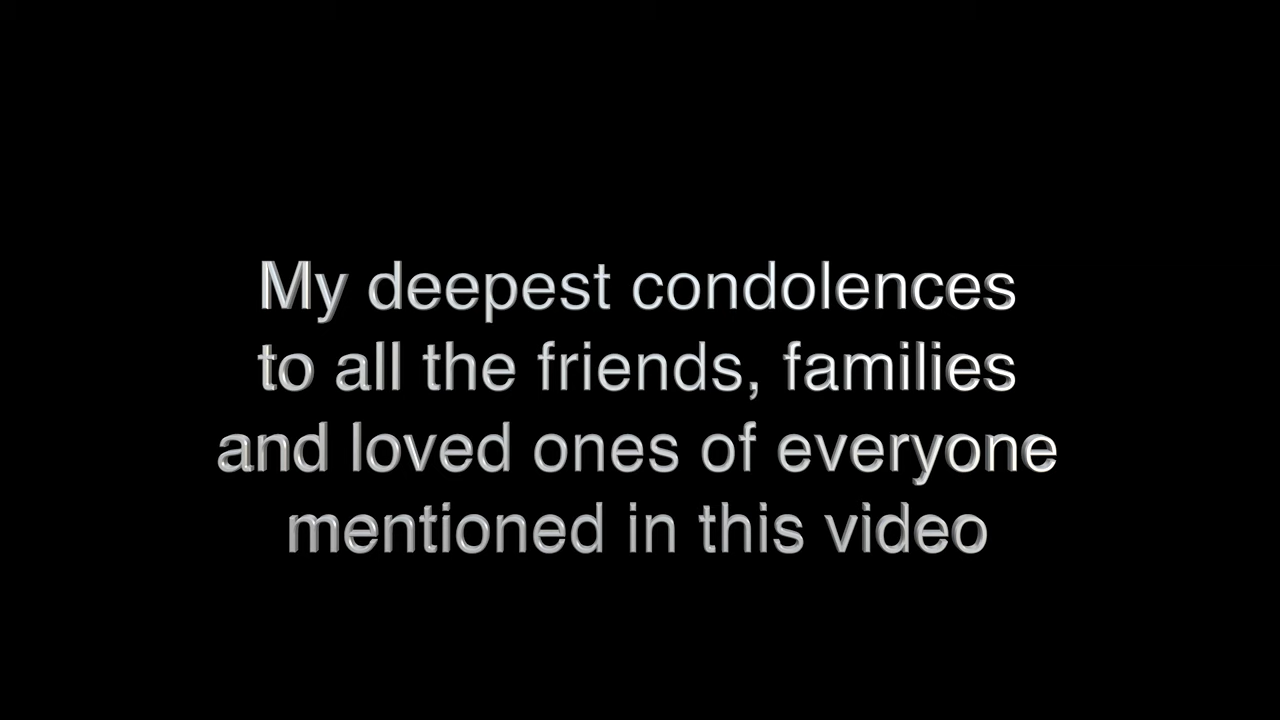 My deepest condolences
to all the friends, families
and loved ones of everyone
mentioned in this video